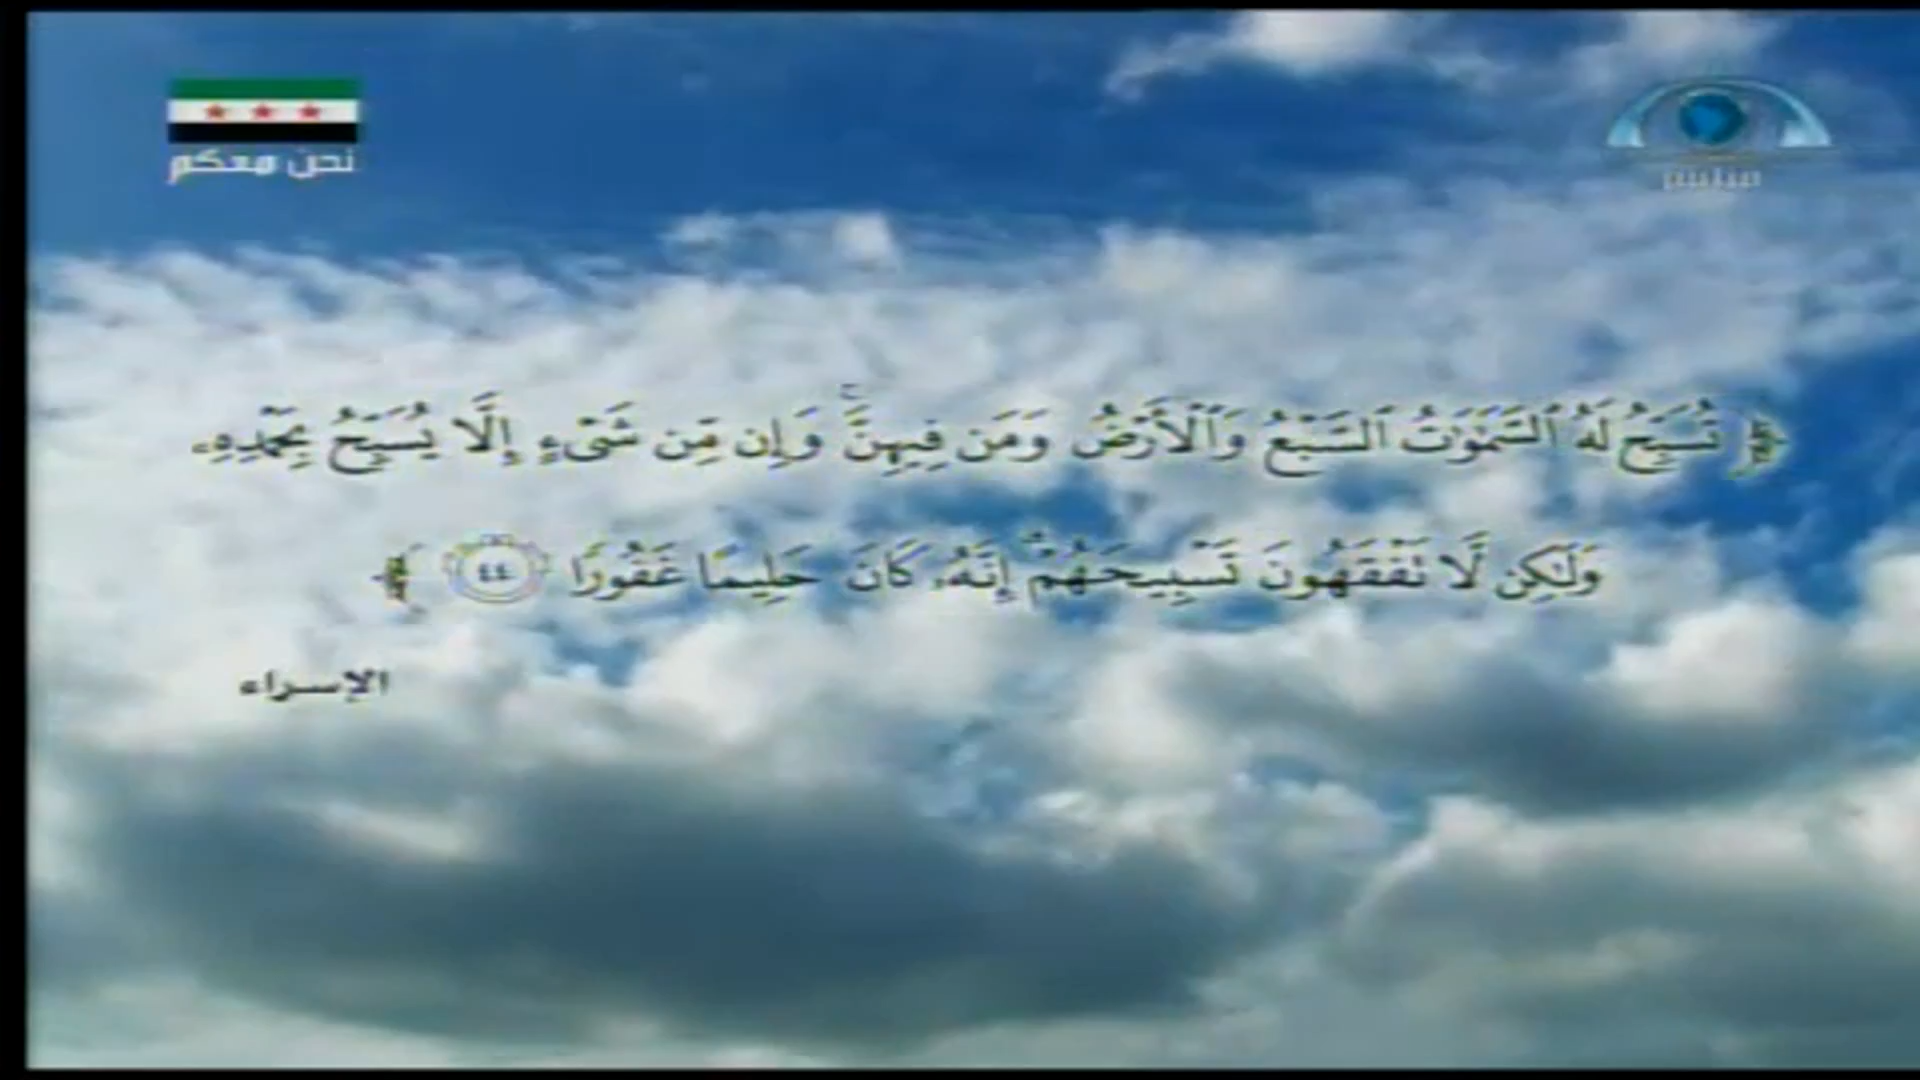 نحن معكم
﴿ تُسَبِّحُ لَهُ ٱلسَّمَٰوَٰتُ ٱلسَّبْعُ وَٱلْأَرْضُ وَمَن فِيهِنَّ ۚ وَإِن مِّن شَىْءٍ إِلَّا يُسَبِّحُ بِحَمْدِهِۦ
وَلَٰكِن لَّا تَفْقَهُونَ تَسْبِيحَهُمْ ۗ إِنَّهُۥ كَانَ حَلِيمًا غَفُورًا ٤٤ ﴾
الإسراء